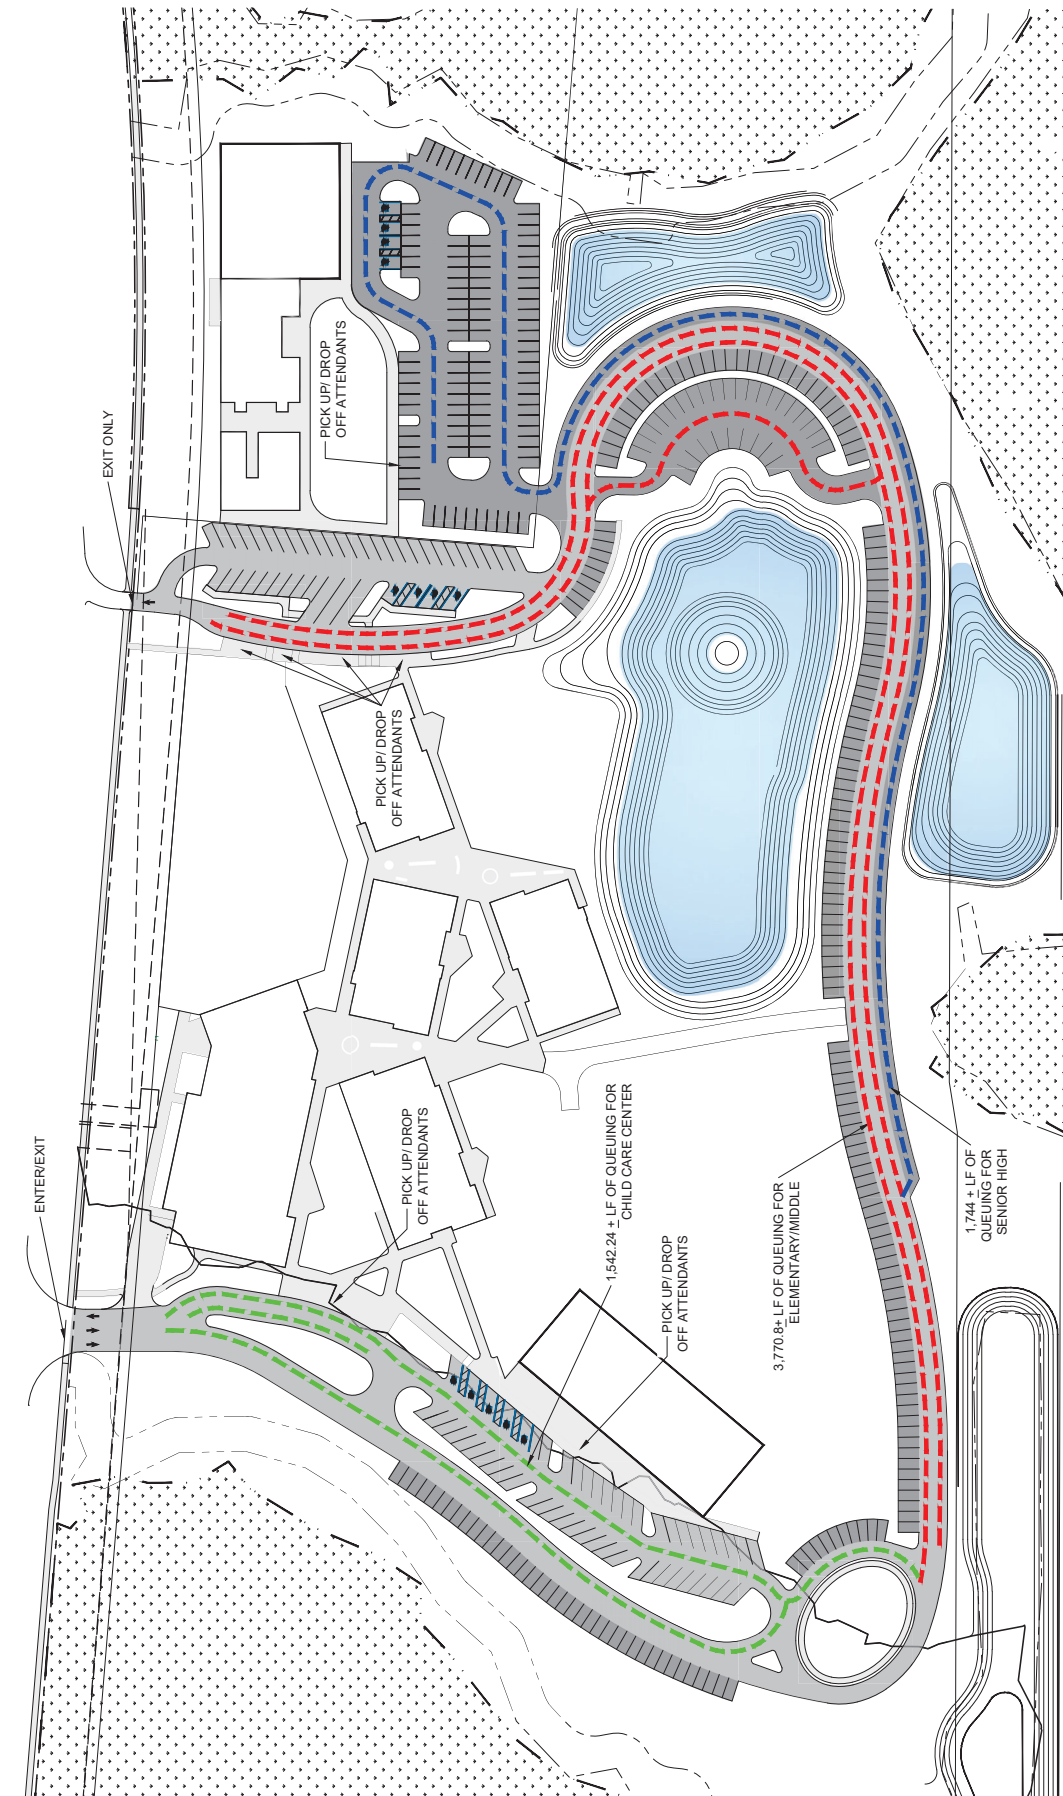 EXIT ONLY
PICK UP/ DROP
OFF ATTENDANTS
PICK UP/ DROP
OFF ATTENDANTS
ENTER/EXIT
PICK UP/ DROP
OFF ATTENDANTS
1,542.24 ± LF OF QUEUING FOR
CHILD CARE CENTER
3,770.8± LF OF QUEUING FOR
ELEMENTARY/MIDDLE
1,744 ± LF OF
QUEUING FOR
SENIOR HIGH
PICK UP/ DROP
OFF ATTENDANTS